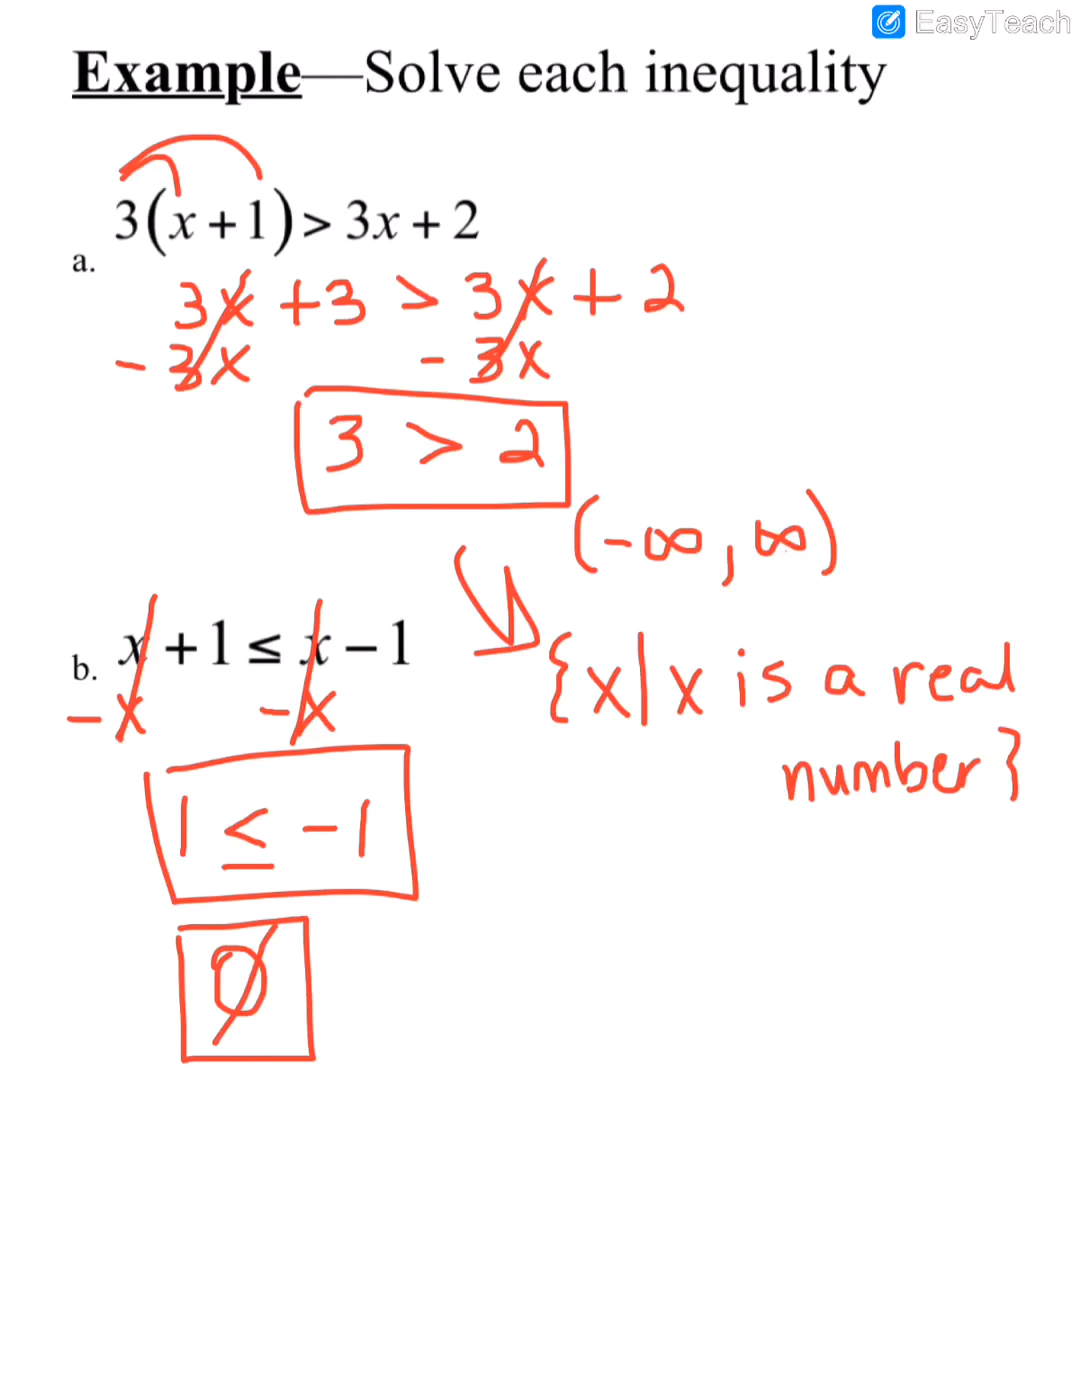 EasyTeach
Example—Solve each inequality
3(x+1)> 3x+2
a.
3x +3 > 3x + 2
- 3x - 3x
3 > 2
(-∞, ∞)
b. x+1≤ x−1
{x|x is a real
-x -x
number}
1 ≤ -1
Ø